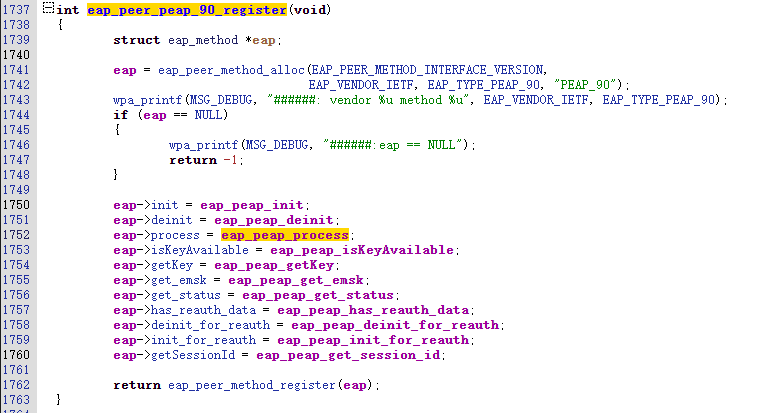 1737 int eap_peer_peap_90_register(void)
1738 {
1739 struct eap_method *eap;
1740
1741 eap = eap_peer_method_alloc(EAP_PEER_METHOD_INTERFACE_VERSION,
1742 EAP_VENDOR_IETF, EAP_TYPE_PEAP_90, "PEAP_90");
1743 wpa_printf(MSG_DEBUG, "######: vendor %u method %u", EAP_VENDOR_IETF, EAP_TYPE_PEAP_90);
1744 if (eap == NULL)
1745 {
1746 wpa_printf(MSG_DEBUG, "######:eap == NULL");
1747 return -1;
1748 }
1749
1750 eap->init = eap_peap_init;
1751 eap->deinit = eap_peap_deinit;
1752 eap->process = eap_peap_process;
1753 eap->isKeyAvailable = eap_peap_isKeyAvailable;
1754 eap->getKey = eap_peap_getKey;
1755 eap->get_emsk = eap_peap_get_emsk;
1756 eap->get_status = eap_peap_get_status;
1757 eap->has_reauth_data = eap_peap_has_reauth_data;
1758 eap->deinit_for_reauth = eap_peap_deinit_for_reauth;
1759 eap->init_for_reauth = eap_peap_init_for_reauth;
1760 eap->getSessionId = eap_peap_get_session_id;
1761
1762 return eap_peer_method_register(eap);
1763 }